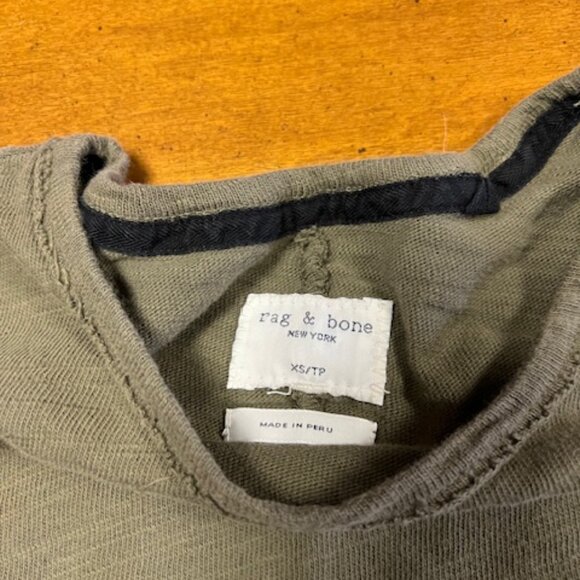 rag & bone
NEW YORK
XS/TP
MADE IN PERU